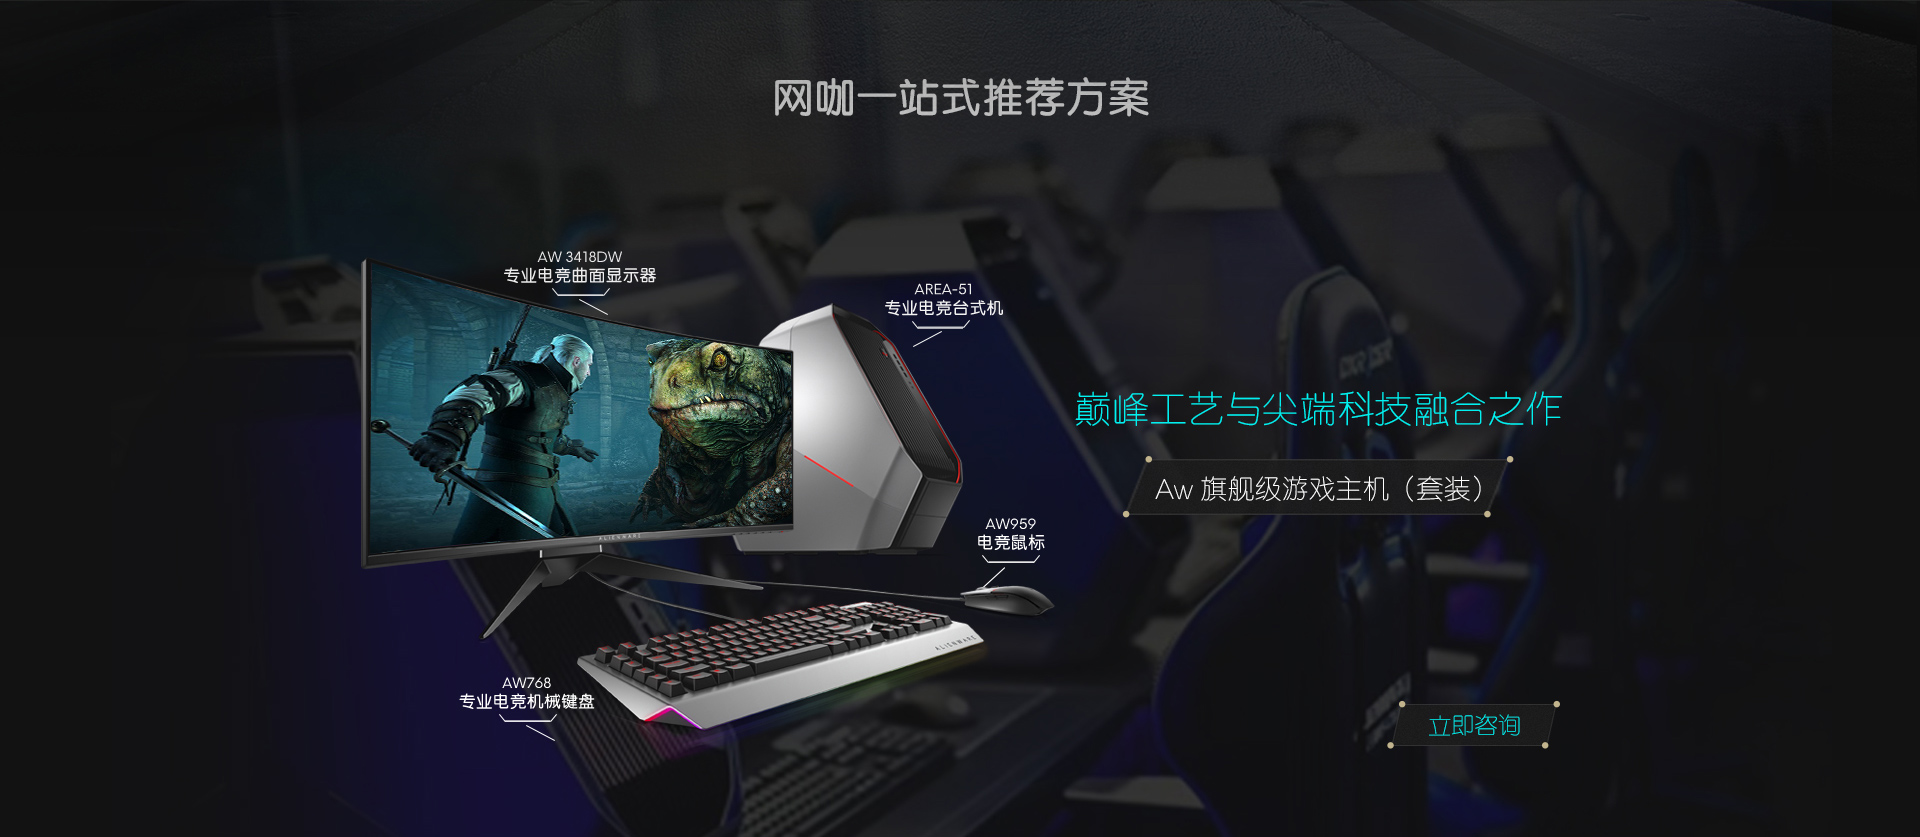 网咖一站式推荐方案
AW 3418DW
专业电竞曲面显示器
AREA-51
专业电竞台式机
巅峰工艺与尖端科技融合之作
Aw 旗舰级游戏主机（套装）
AW959
电竞鼠标
ALIENWARE
ALIENWARE
AW768
专业电竞机械键盘
立即咨询